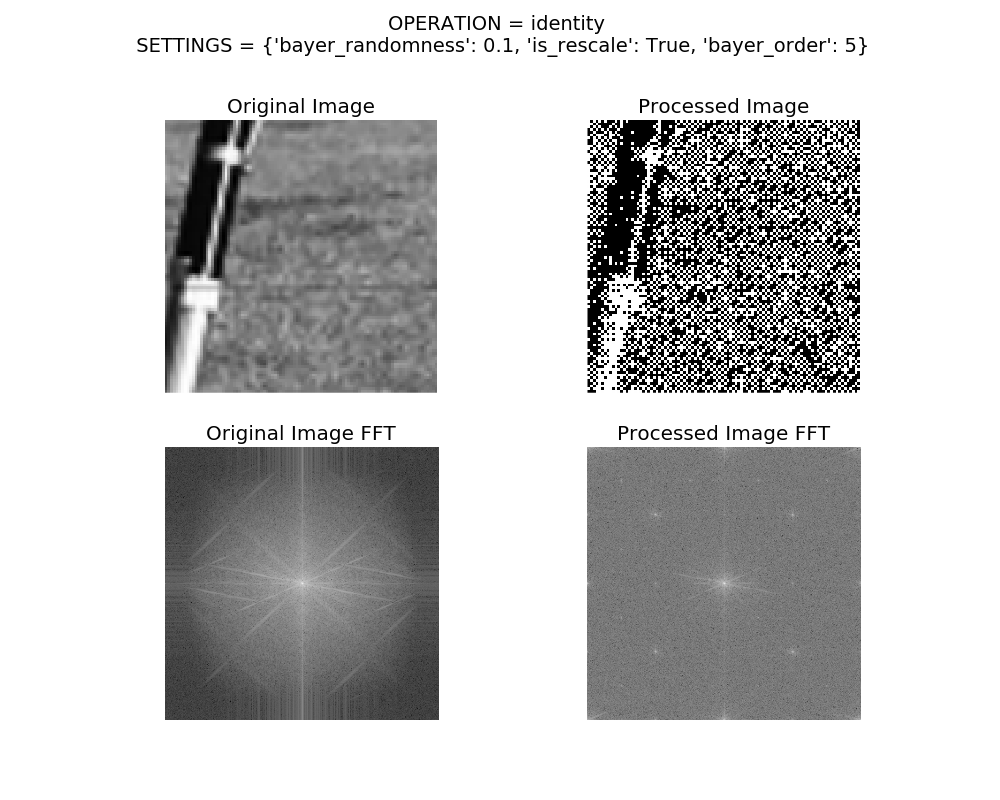 OPERATION = identity
SETTINGS = {'bayer_randomness': 0.1, 'is_rescale': True, 'bayer_order': 5}
Original Image
Processed Image
Original Image FFT
Processed Image FFT